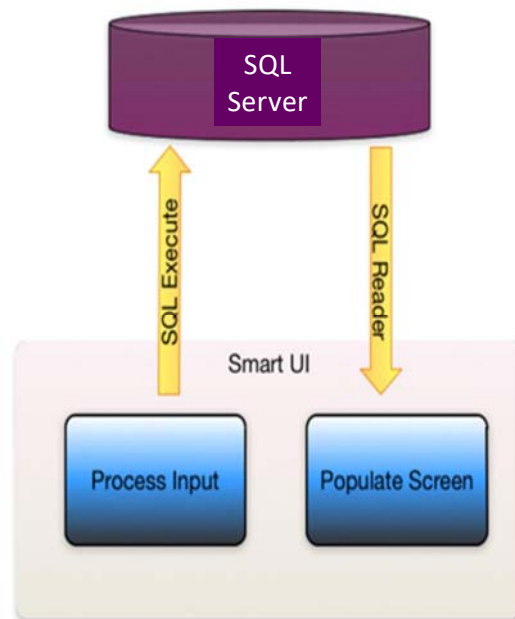 SQL
Server
SQL Execute
SQL Reader
Smart UI
Process Input
Populate Screen